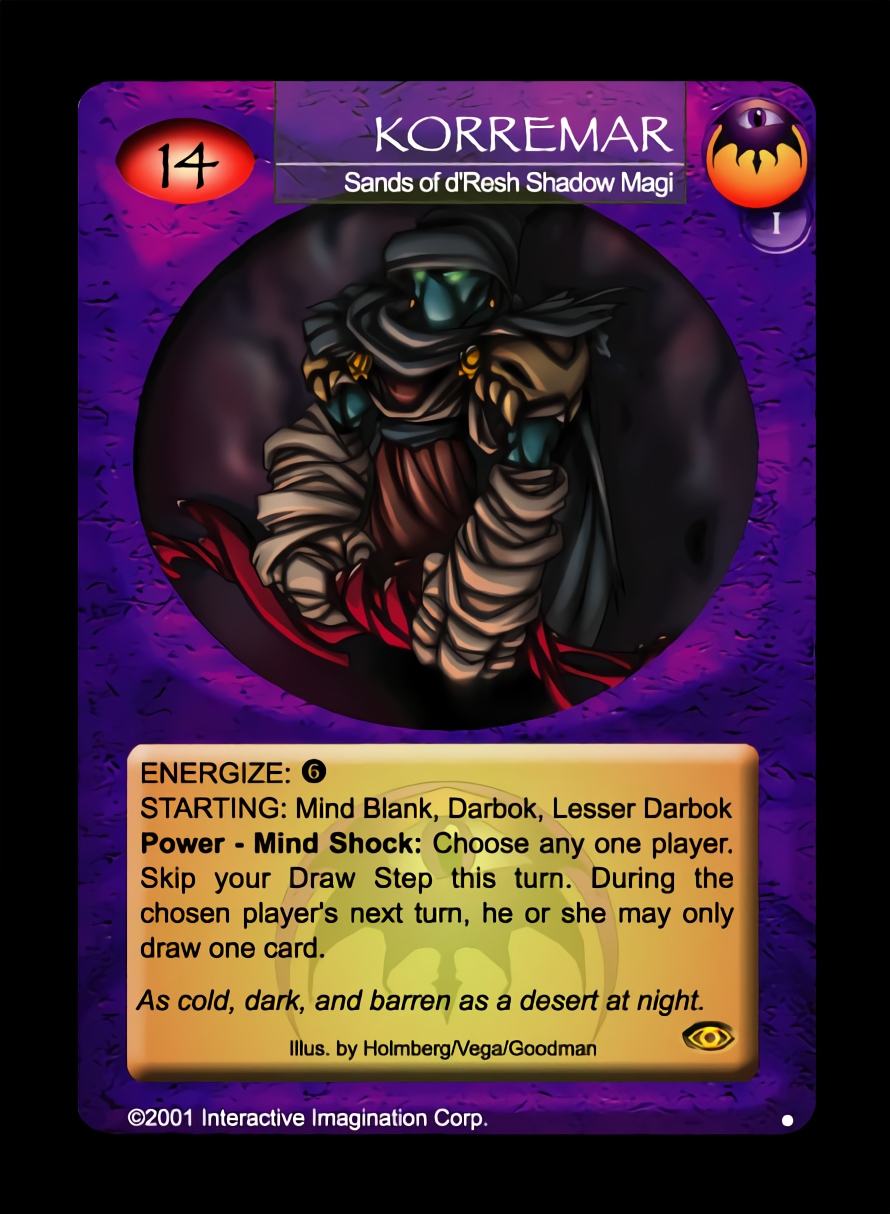 14
KORREMAR
Sands of d'Resh Shadow Magi
I
ENERGIZE: ❻
STARTING: Mind Blank, Darbok, Lesser Darbok
Power - Mind Shock: Choose any one player.
Skip your Draw Step this turn. During the
chosen player's next turn, he or she may only
draw one card.
As cold, dark, and barren as a desert at night.
Illus. by Holmberg/Vega/Goodman
©2001 Interactive Imagination Corp.